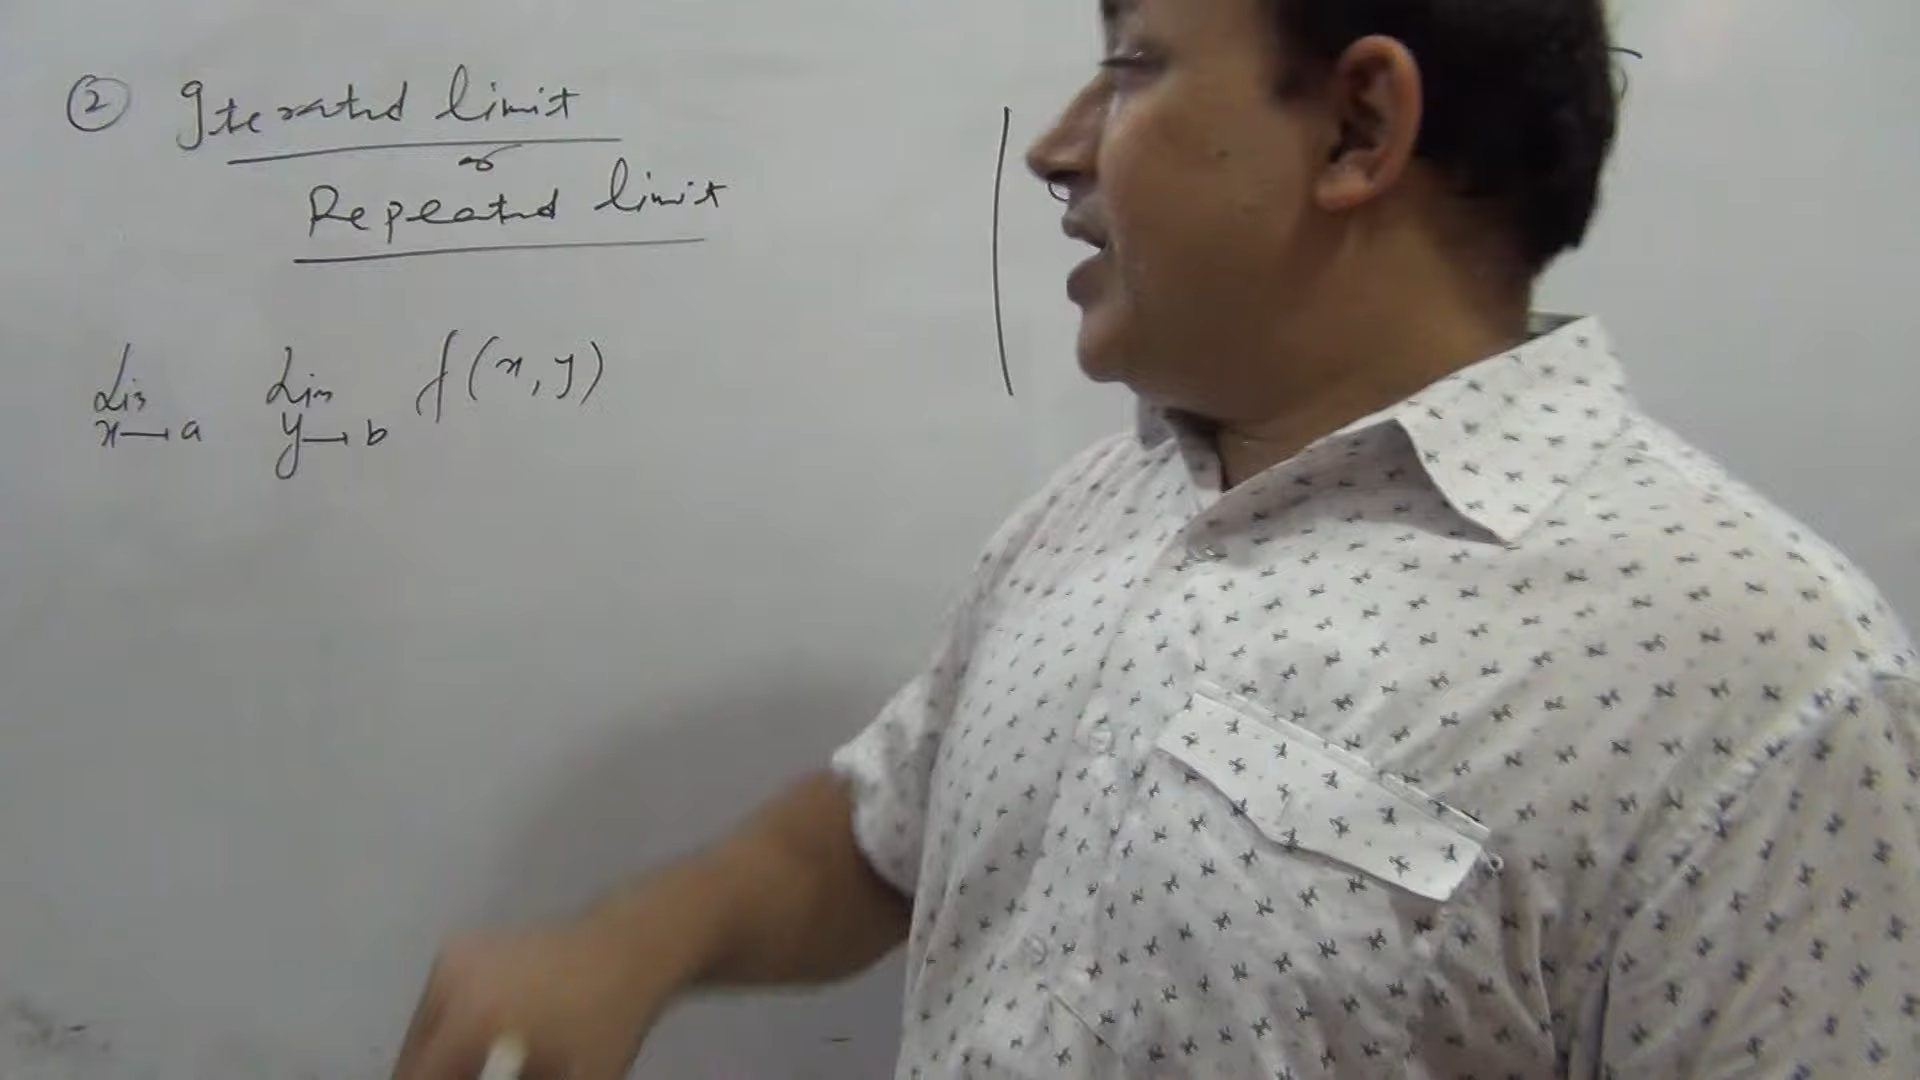 ② Iterated limit
or
Repeated limit
Lim x→a Lim y→b f(x,y)